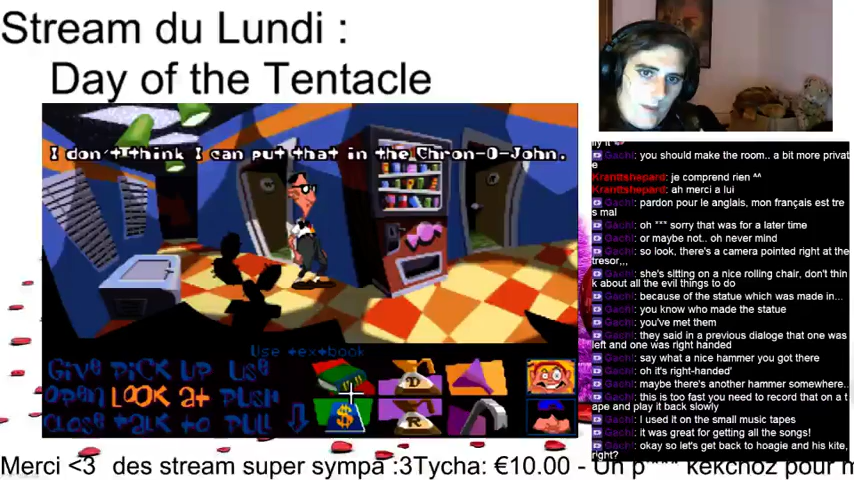 Stream du Lundi :
Day of the Tentacle
I don't think I can put that in the Chron-O-John.
Use textbook
Give Pick up Use
Open Look at Push
Close Talk to Pull
D
$
R
Gachi: you should make the room.. a bit more privat
e
Kranttshepard: je comprend rien ^^
Kranttshepard: ah merci a lui
Gachi: pardon pour le anglais, mon français est tre
s mal
Gachi: oh *** sorry that was for a later time
Gachi: or maybe not.. oh never mind
Gachi: so look, there's a camera pointed right at the
tresor,,,
Gachi: she's sitting on a nice rolling chair, don't thin
k about all the evil things to do
Gachi: because of the statue which was made in...
Gachi: you know who made the statue
Gachi: you've met them
Gachi: they said in a previous dialoge that one was
left and one was right handed
Gachi: say what a nice hammer you got there
Gachi: oh it's right-handed'
Gachi: maybe there's another hammer somewhere..
Gachi: this is too fast you need to record that on a t
ape and play it back slowly
Gachi: I used it on the small music tapes
Gachi: it was great for getting all the songs!
Gachi: okay so let's get back to hoagie and his kite,
right?
Merci <3 des stream super sympa :3Tycha: €10.00 - Un p*** kekchoz pour m